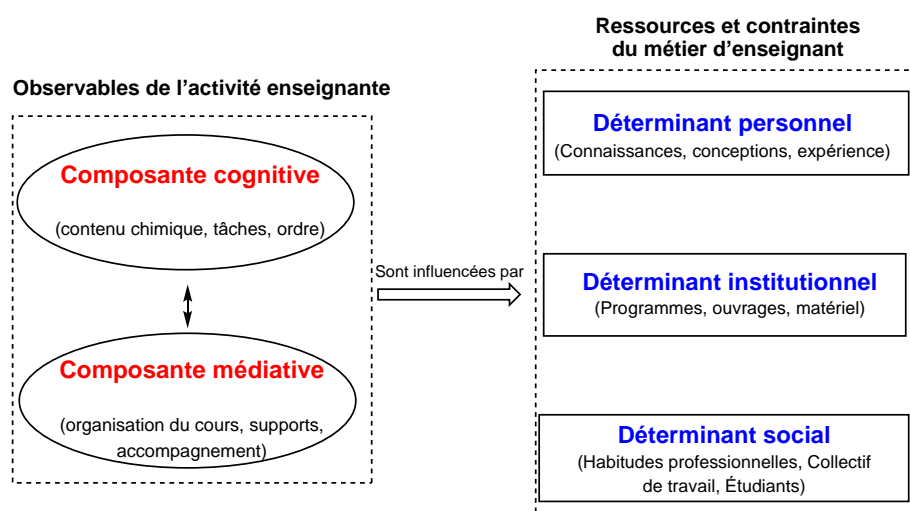 Observables de l’activité enseignante
Composante cognitive
(contenu chimique, tâches, ordre)
Composante médiative
(organisation du cours, supports,
accompagnement)
Sont influencées par
Ressources et contraintes
du métier d’enseignant
Déterminant personnel
(Connaissances, conceptions, expérience)
Déterminant institutionnel
(Programmes, ouvrages, matériel)
Déterminant social
(Habitudes professionnelles, Collectif
de travail, Étudiants)